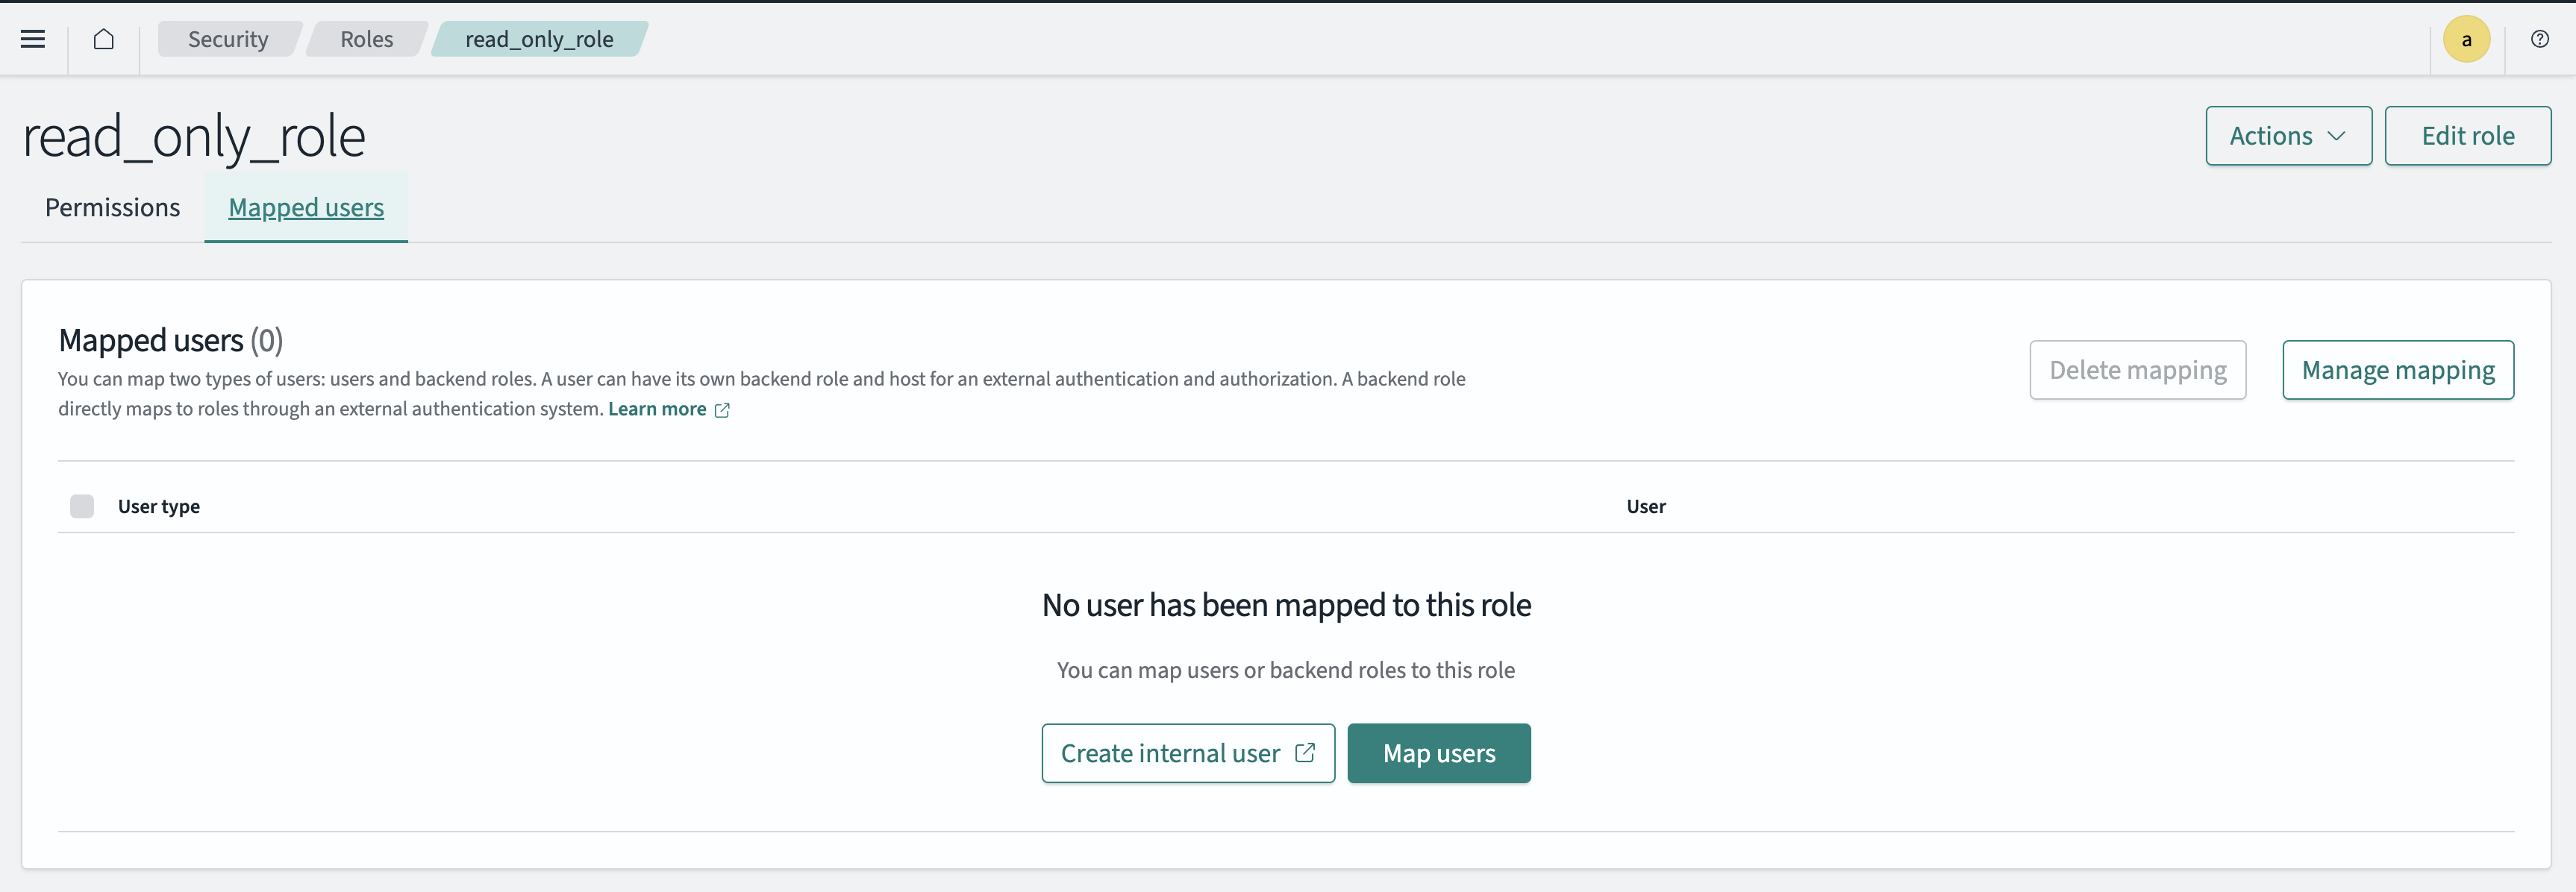 Security
Roles
read_only_role
a
read_only_role
Actions
Edit role
Permissions
Mapped users
Mapped users (0)
You can map two types of users: users and backend roles. A user can have its own backend role and host for an external authentication and authorization. A backend role
directly maps to roles through an external authentication system. Learn more
Delete mapping
Manage mapping
User type
User
No user has been mapped to this role
You can map users or backend roles to this role
Create internal user
Map users